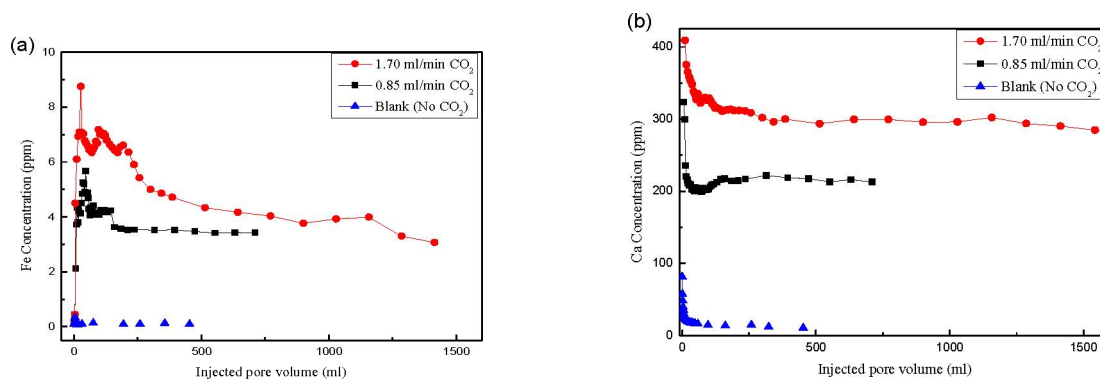 (a)
10
8
6
4
2
0
Fe Concentration (ppm)
1.70 ml/min CO₂
0.85 ml/min CO₂
Blank (No CO₂)
0 500 1000 1500
Injected pore volume (ml)
(b)
400
300
200
100
0
Ca Concentration (ppm)
1.70 ml/min CO₂
0.85 ml/min CO₂
Blank (No CO₂)
0 500 1000 1500
Injected pore volume (ml)